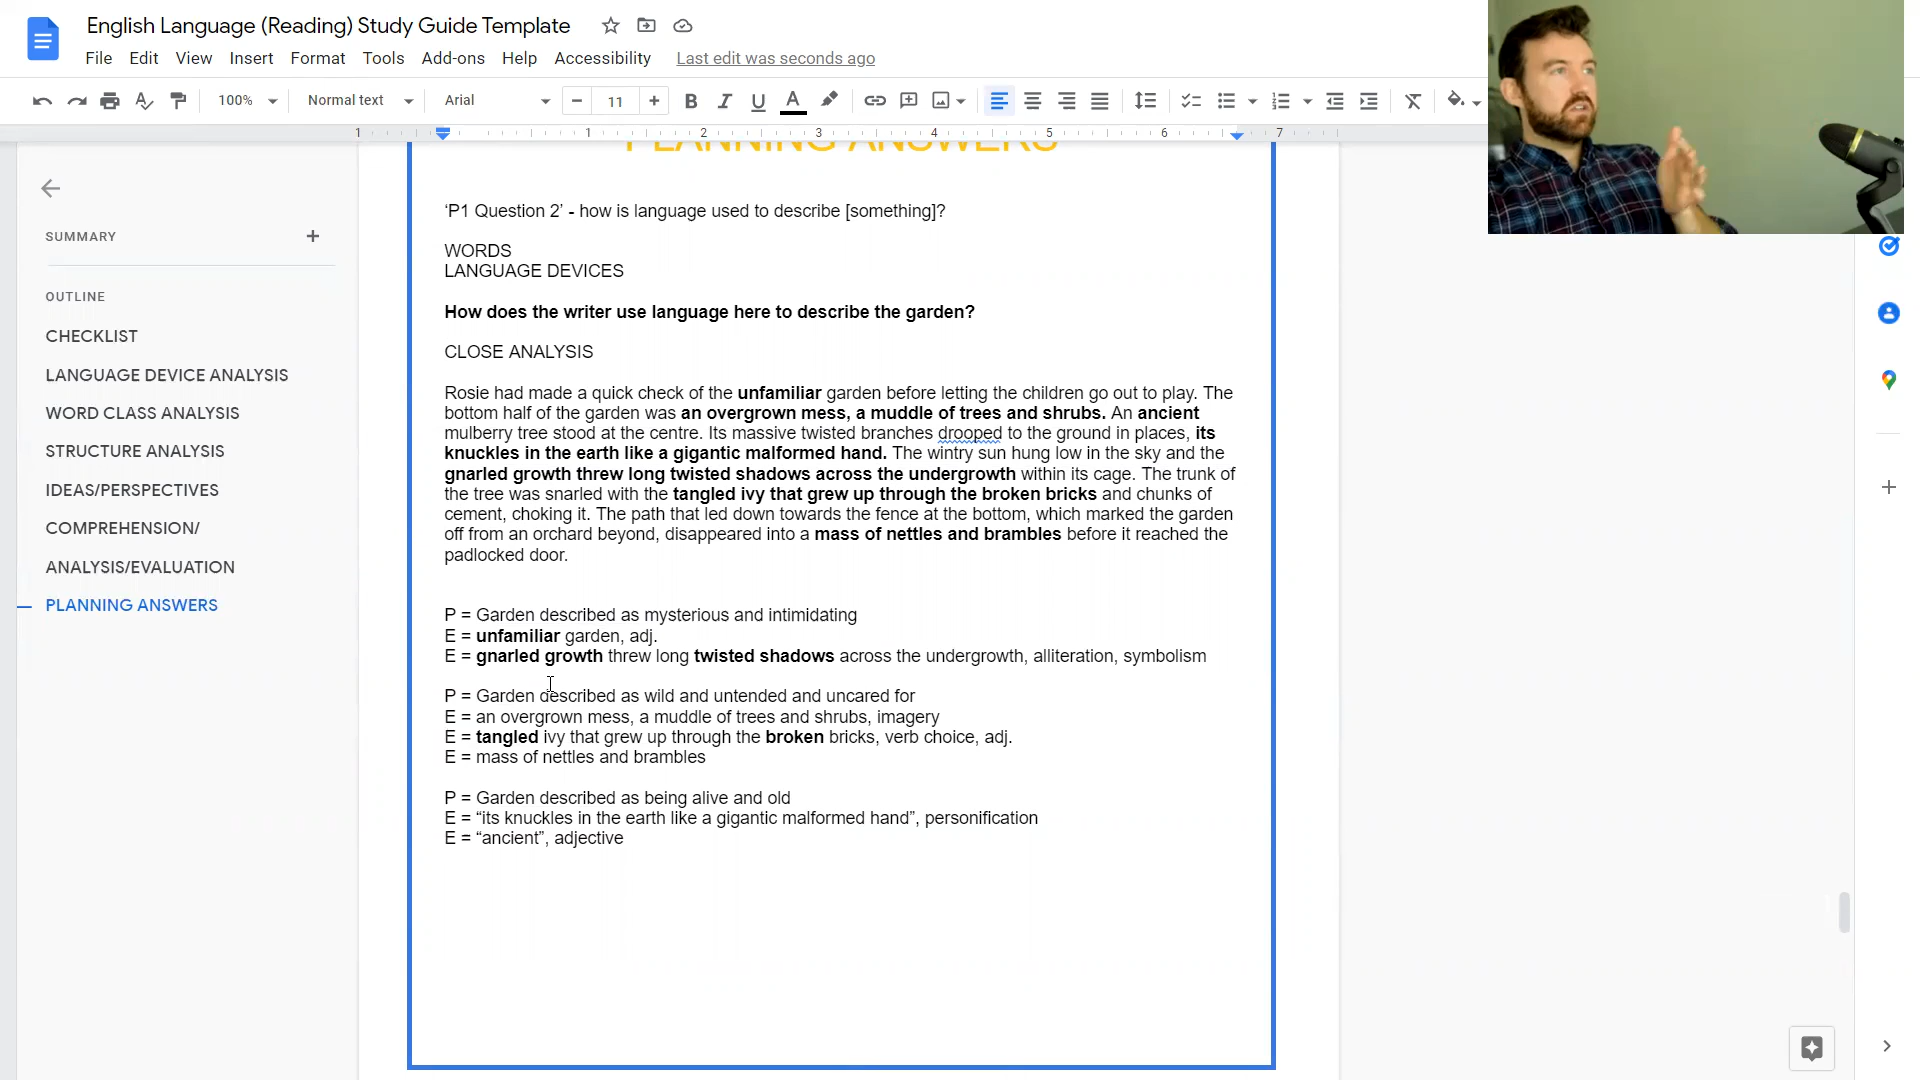 English Language (Reading) Study Guide Template
File Edit View Insert Format Tools Add-ons Help Accessibility Last edit was seconds ago
100% Normal text Arial 11 B I U A
1 1 2 3 4 5 6 7
PLANNING ANSWERS
SUMMARY
OUTLINE
CHECKLIST
LANGUAGE DEVICE ANALYSIS
WORD CLASS ANALYSIS
STRUCTURE ANALYSIS
IDEAS/PERSPECTIVES
COMPREHENSION/
ANALYSIS/EVALUATION
PLANNING ANSWERS
‘P1 Question 2’ - how is language used to describe [something]?
WORDS
LANGUAGE DEVICES
How does the writer use language here to describe the garden?
CLOSE ANALYSIS
Rosie had made a quick check of the unfamiliar garden before letting the children go out to play. The
bottom half of the garden was an overgrown mess, a muddle of trees and shrubs. An ancient
mulberry tree stood at the centre. Its massive twisted branches drooped to the ground in places, its
knuckles in the earth like a gigantic malformed hand. The wintry sun hung low in the sky and the
gnarled growth threw long twisted shadows across the undergrowth within its cage. The trunk of
the tree was snarled with the tangled ivy that grew up through the broken bricks and chunks of
cement, choking it. The path that led down towards the fence at the bottom, which marked the garden
off from an orchard beyond, disappeared into a mass of nettles and brambles before it reached the
padlocked door.
P = Garden described as mysterious and intimidating
E = unfamiliar garden, adj.
E = gnarled growth threw long twisted shadows across the undergrowth, alliteration, symbolism
P = Garden described as wild and untended and uncared for
E = an overgrown mess, a muddle of trees and shrubs, imagery
E = tangled ivy that grew up through the broken bricks, verb choice, adj.
E = mass of nettles and brambles
P = Garden described as being alive and old
E = “its knuckles in the earth like a gigantic malformed hand”, personification
E = “ancient”, adjective